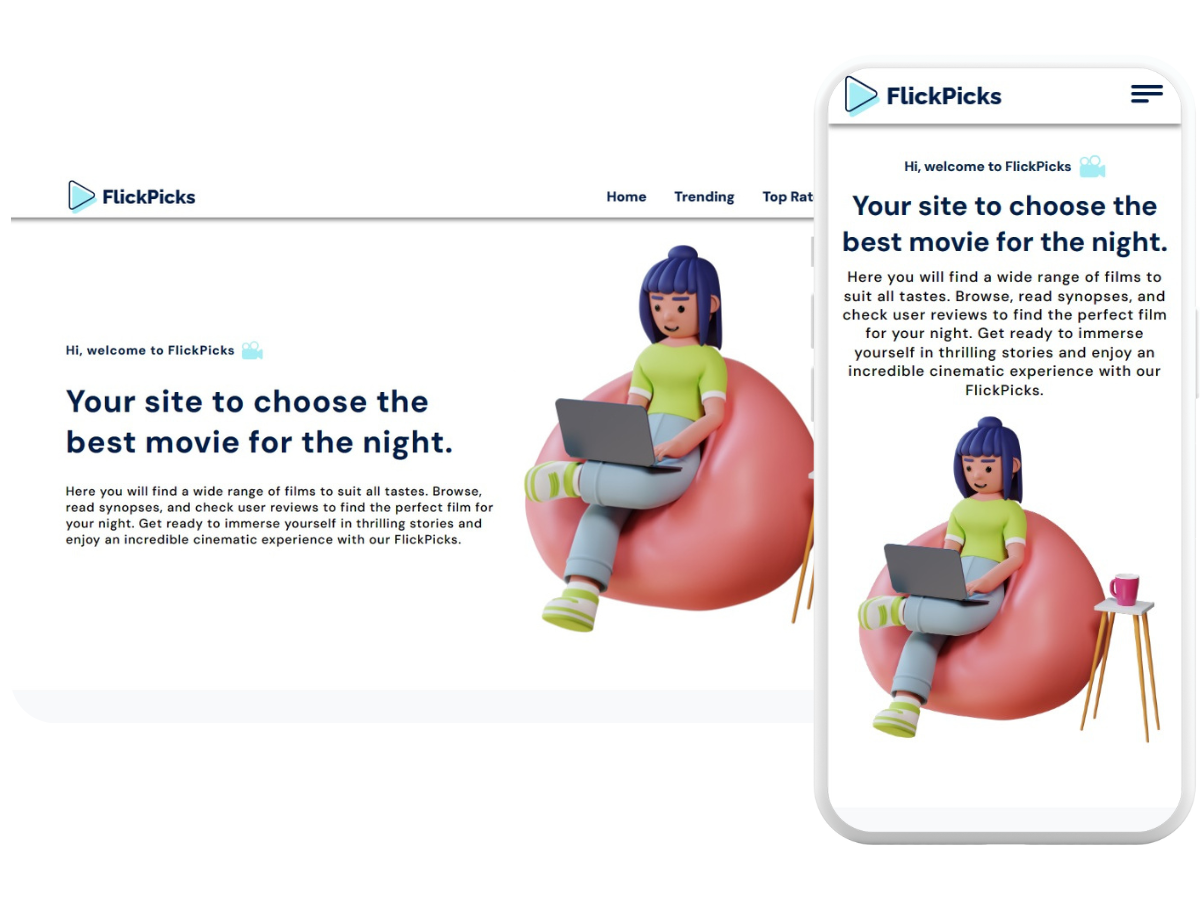 FlickPicks
Home Trending Top Rat
Hi, welcome to FlickPicks
Your site to choose the
best movie for the night.
Here you will find a wide range of films to suit all tastes. Browse,
read synopses, and check user reviews to find the perfect film for
your night. Get ready to immerse yourself in thrilling stories and
enjoy an incredible cinematic experience with our FlickPicks.
FlickPicks
Hi, welcome to FlickPicks
Your site to choose the
best movie for the night.
Here you will find a wide range of films to
suit all tastes. Browse, read synopses, and
check user reviews to find the perfect film
for your night. Get ready to immerse
yourself in thrilling stories and enjoy an
incredible cinematic experience with our
FlickPicks.